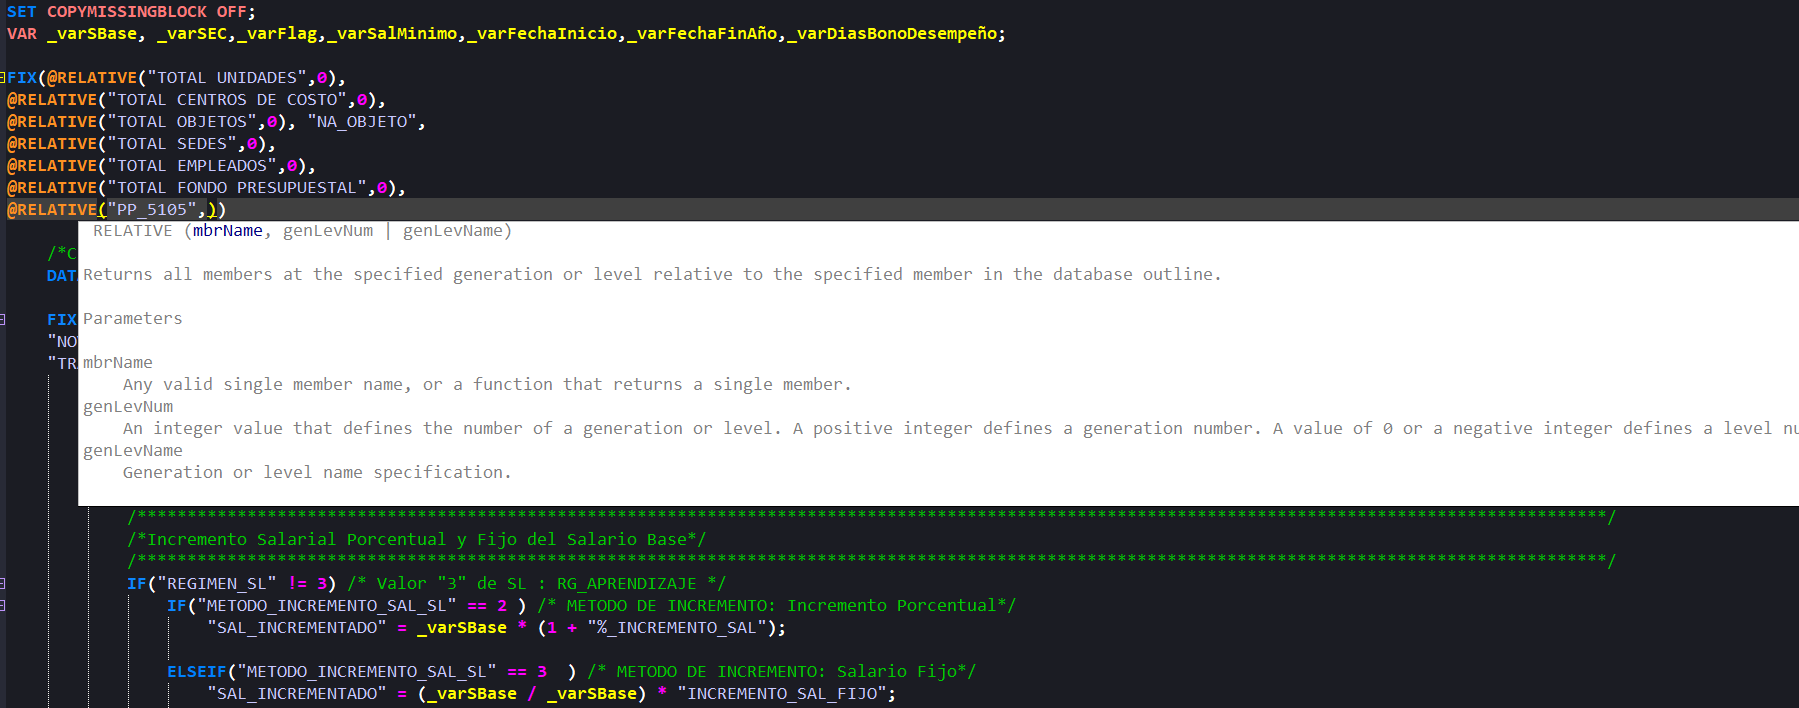 SET COPYMISSINGBLOCK OFF;
VAR _varSBase, _varSEC,_varFlag,_varSalMinimo,_varFechaInicio,_varFechaFinAño,_varDiasBonoDesempeño;
FIX(@RELATIVE("TOTAL UNIDADES",0),
@RELATIVE("TOTAL CENTROS DE COSTO",0),
@RELATIVE("TOTAL OBJETOS",0), "NA_OBJETO",
@RELATIVE("TOTAL SEDES",0),
@RELATIVE("TOTAL EMPLEADOS",0),
@RELATIVE("TOTAL FONDO PRESUPUESTAL",0),
@RELATIVE("PP_5105",))
RELATIVE (mbrName, genLevNum | genLevName)
/*C
DAT
Returns all members at the specified generation or level relative to the specified member in the database outline.
FIX
Parameters
"NO
"TR
mbrName
Any valid single member name, or a function that returns a single member.
genLevNum
An integer value that defines the number of a generation or level. A positive integer defines a generation number. A value of 0 or a negative integer defines a level nu
genLevName
Generation or level name specification.
/***************************************************************************************************************************************************/
/*Incremento Salarial Porcentual y Fijo del Salario Base*/
/***************************************************************************************************************************************************/
IF("REGIMEN_SL" != 3) /* Valor "3" de SL : RG_APRENDIZAJE */
IF("METODO_INCREMENTO_SAL_SL" == 2 ) /* METODO DE INCREMENTO: Incremento Porcentual*/
"SAL_INCREMENTADO" = _varSBase * (1 + "%_INCREMENTO_SAL");
ELSEIF("METODO_INCREMENTO_SAL_SL" == 3  ) /* METODO DE INCREMENTO: Salario Fijo*/
"SAL_INCREMENTADO" = (_varSBase / _varSBase) * "INCREMENTO_SAL_FIJO";